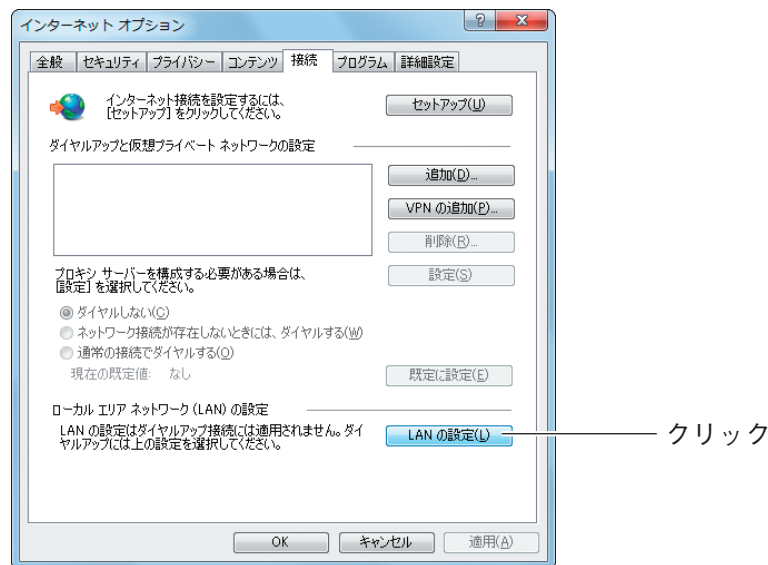 インターネット オプション
全般 セキュリティ プライバシー コンテンツ 接続 プログラム 詳細設定
インターネット接続を設定するには、
[セットアップ] をクリックしてください。
セットアップ(U)
ダイヤルアップと仮想プライベート ネットワークの設定
追加(D)...
VPN の追加(P)...
削除(R)...
プロキシ サーバーを構成する必要がある場合は、
[設定] を選択してください。
設定(S)
ダイヤルしない(C)
ネットワーク接続が存在しないときには、ダイヤルする(W)
通常の接続でダイヤルする(O)
現在の既定値: なし
既定に設定(E)
ローカル エリア ネットワーク (LAN) の設定
LAN の設定はダイヤルアップ接続には適用されません。ダイ
ヤルアップには上の設定を選択してください。
LAN の設定(L)
クリック
OK キャンセル 適用(A)